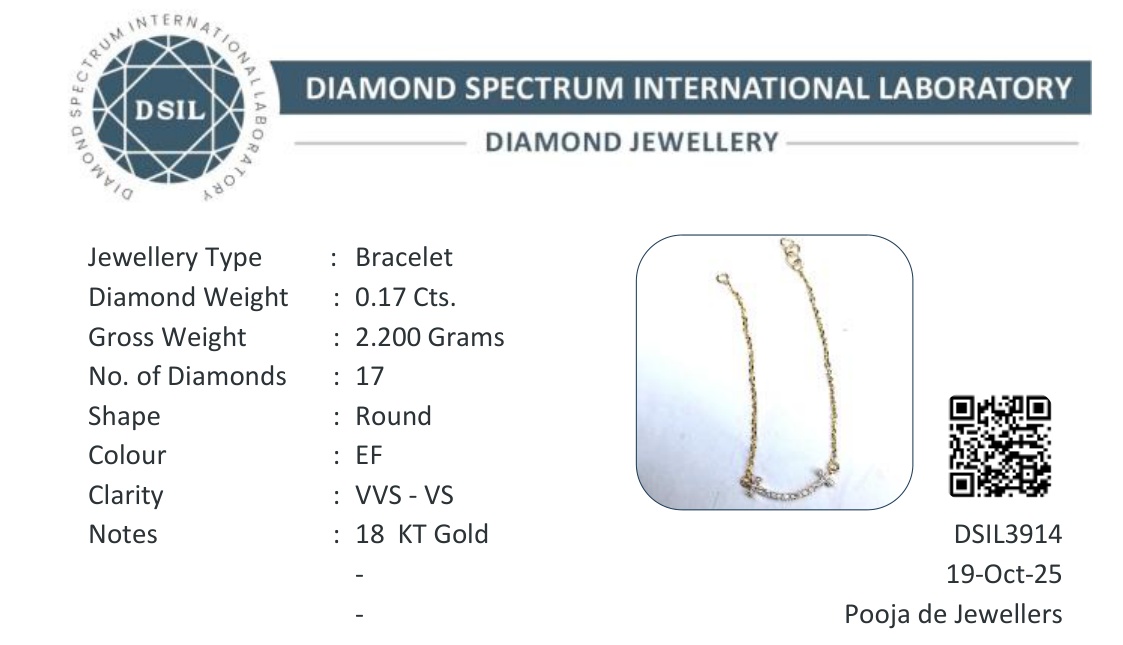 DIAMOND SPECTRUM INTERNATIONAL LABORATORY
DSIL
DIAMOND SPECTRUM INTERNATIONAL LABORATORY
DIAMOND JEWELLERY
Jewellery Type : Bracelet
Diamond Weight : 0.17 Cts.
Gross Weight : 2.200 Grams
No. of Diamonds : 17
Shape : Round
Colour : EF
Clarity : VVS - VS
Notes : 18 KT Gold
-
-
DSIL3914
19-Oct-25
Pooja de Jewellers